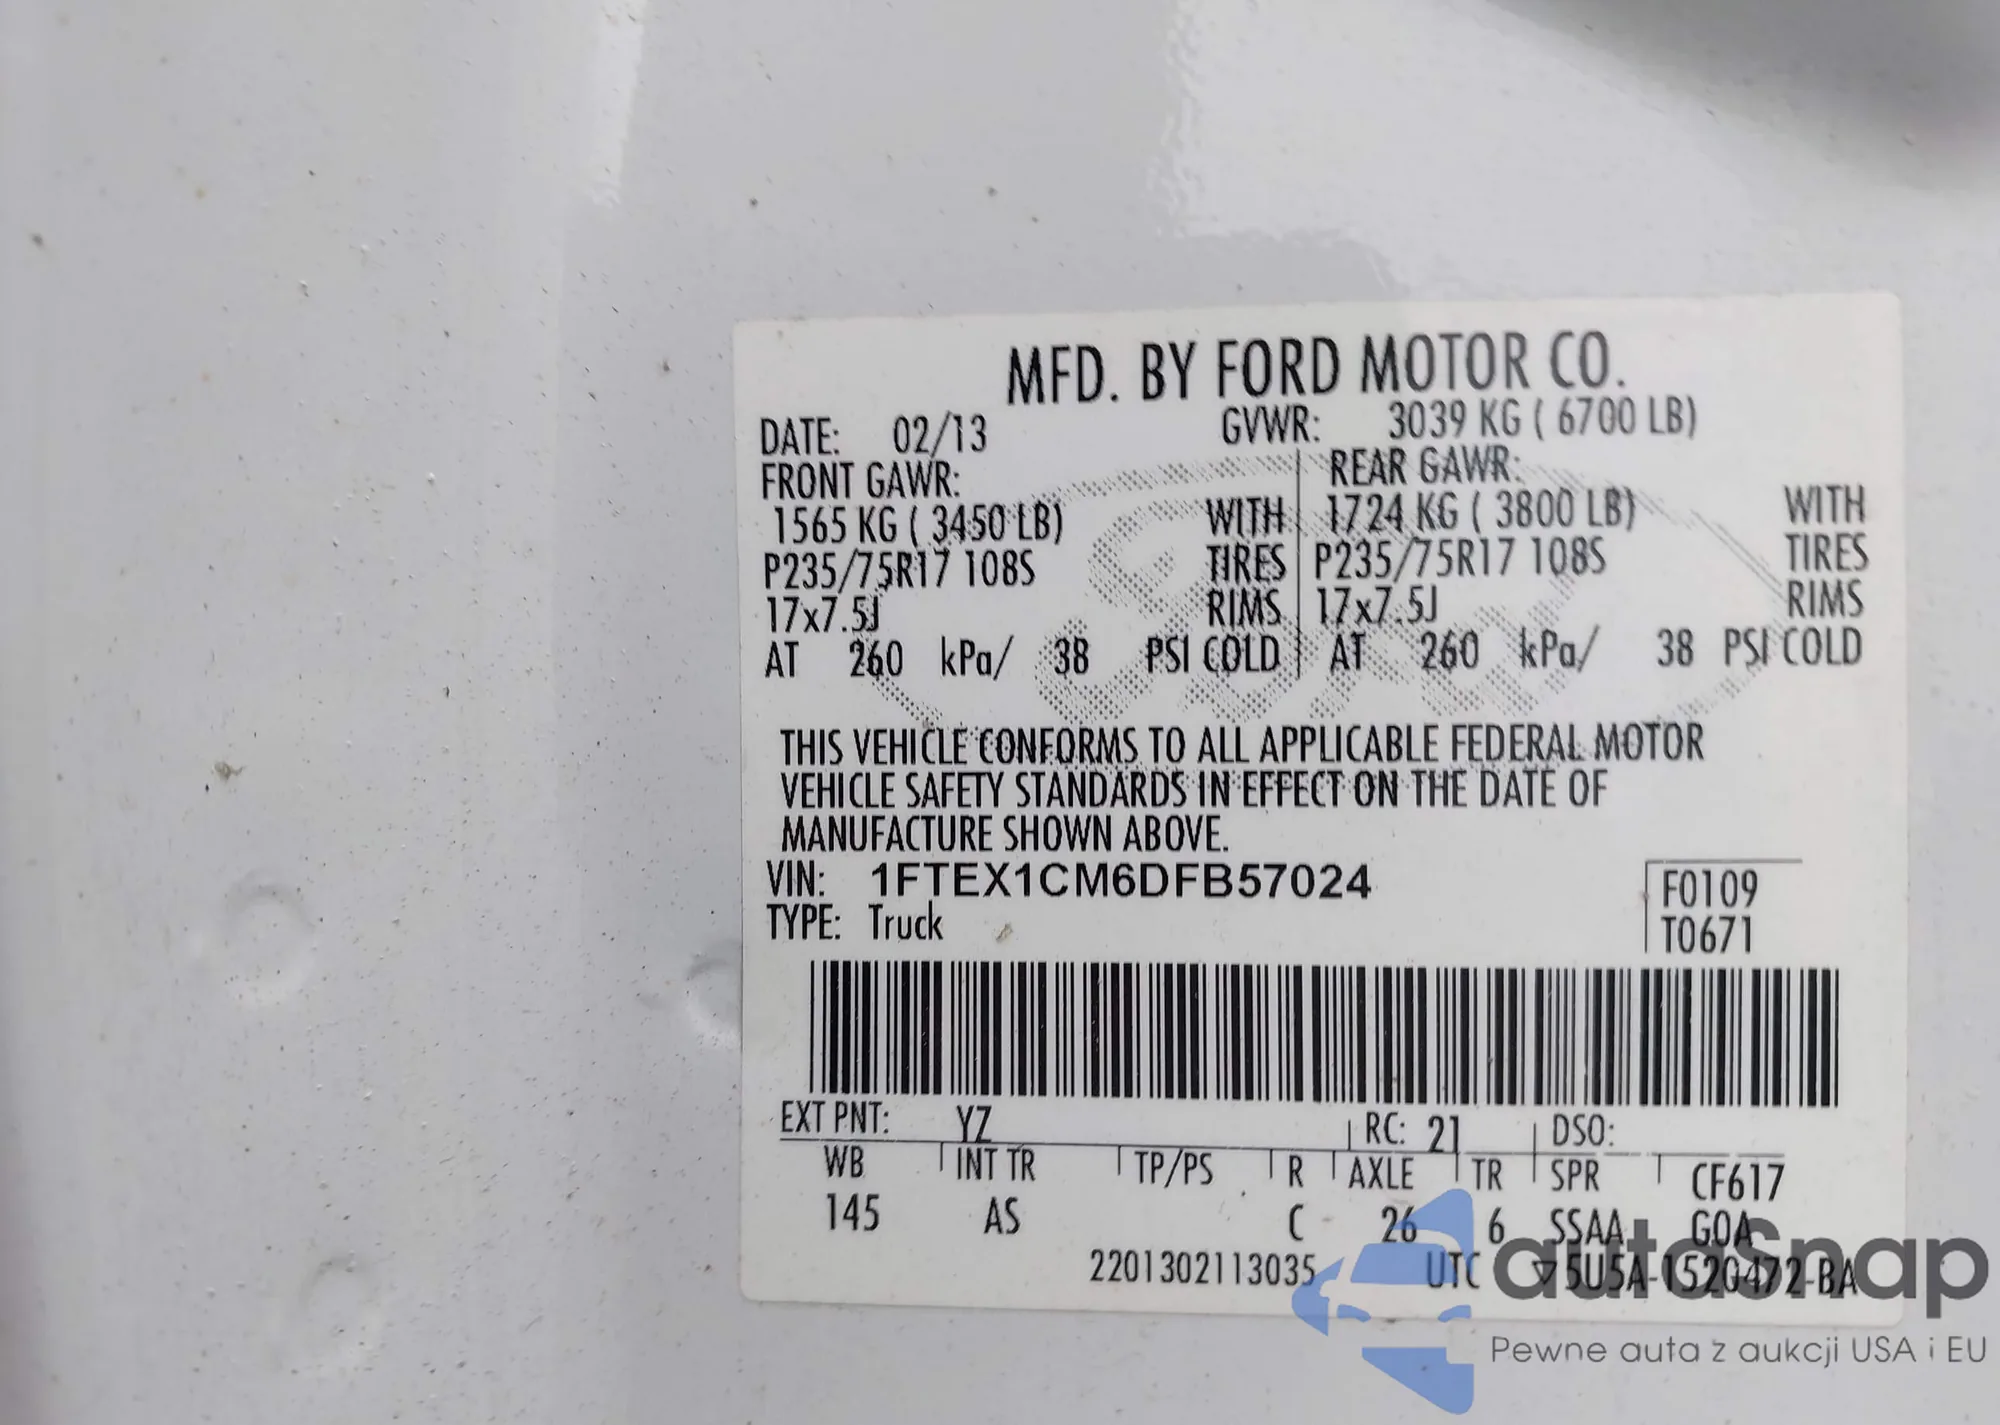 MFD. BY FORD MOTOR CO.
DATE: 02/13 GVWR: 3039 KG ( 6700 LB)
FRONT GAWR: REAR GAWR:
1565 KG ( 3450 LB) WITH 1724 KG ( 3800 LB) WITH
P235/75R17 108S TIRES P235/75R17 108S TIRES
17x7.5J RIMS 17x7.5J RIMS
AT 260 kPa/ 38 PSI COLD AT 260 kPa/ 38 PSI COLD
THIS VEHICLE CONFORMS TO ALL APPLICABLE FEDERAL MOTOR
VEHICLE SAFETY STANDARDS IN EFFECT ON THE DATE OF
MANUFACTURE SHOWN ABOVE.
VIN: 1FTEX1CM6DFB57024
F0109
TYPE: Truck
T0671
EXT PNT: YZ RC: 21 DSO:
WB INT TR TP/PS R AXLE TR SPR CF617
145 AS C 26 6 SSAA GOA
2201302113035 UTC 5U5A-1520472-BA
autoSnap
Pewne auta z aukcji USA i EU